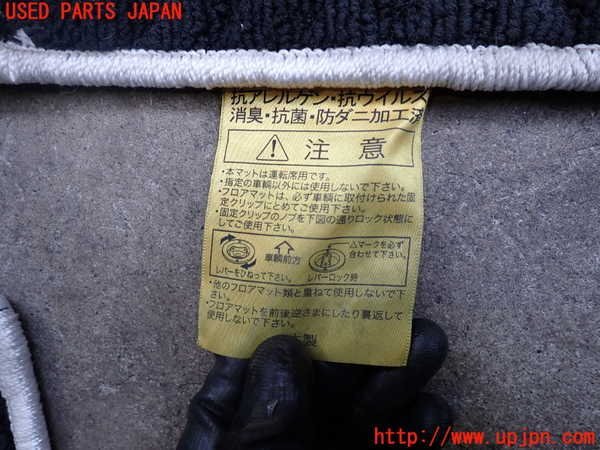 USED PARTS JAPAN
抗アレルゲン・抗ウイルス
消臭・抗菌・防ダニ加工済
注意
・本マットは運転席用です。
・指定の車輌以外には使用しないで下さい。
・フロアマットは、必ず車輌に取付けられた固
定クリップにとめてご使用下さい。
・固定クリップのノブを下図の通りロック状態に
してご使用下さい。
△マークを必ず
合わせて下さい。
車輌前方
レバーをひねって下さい。
レバーロック時
・他のフロアマット類と重ねて使用しないで下
さい。
・フロアマットを前後逆さまにしたり裏返して
使用しないで下さい。
本製
http://www.upjpn.com/